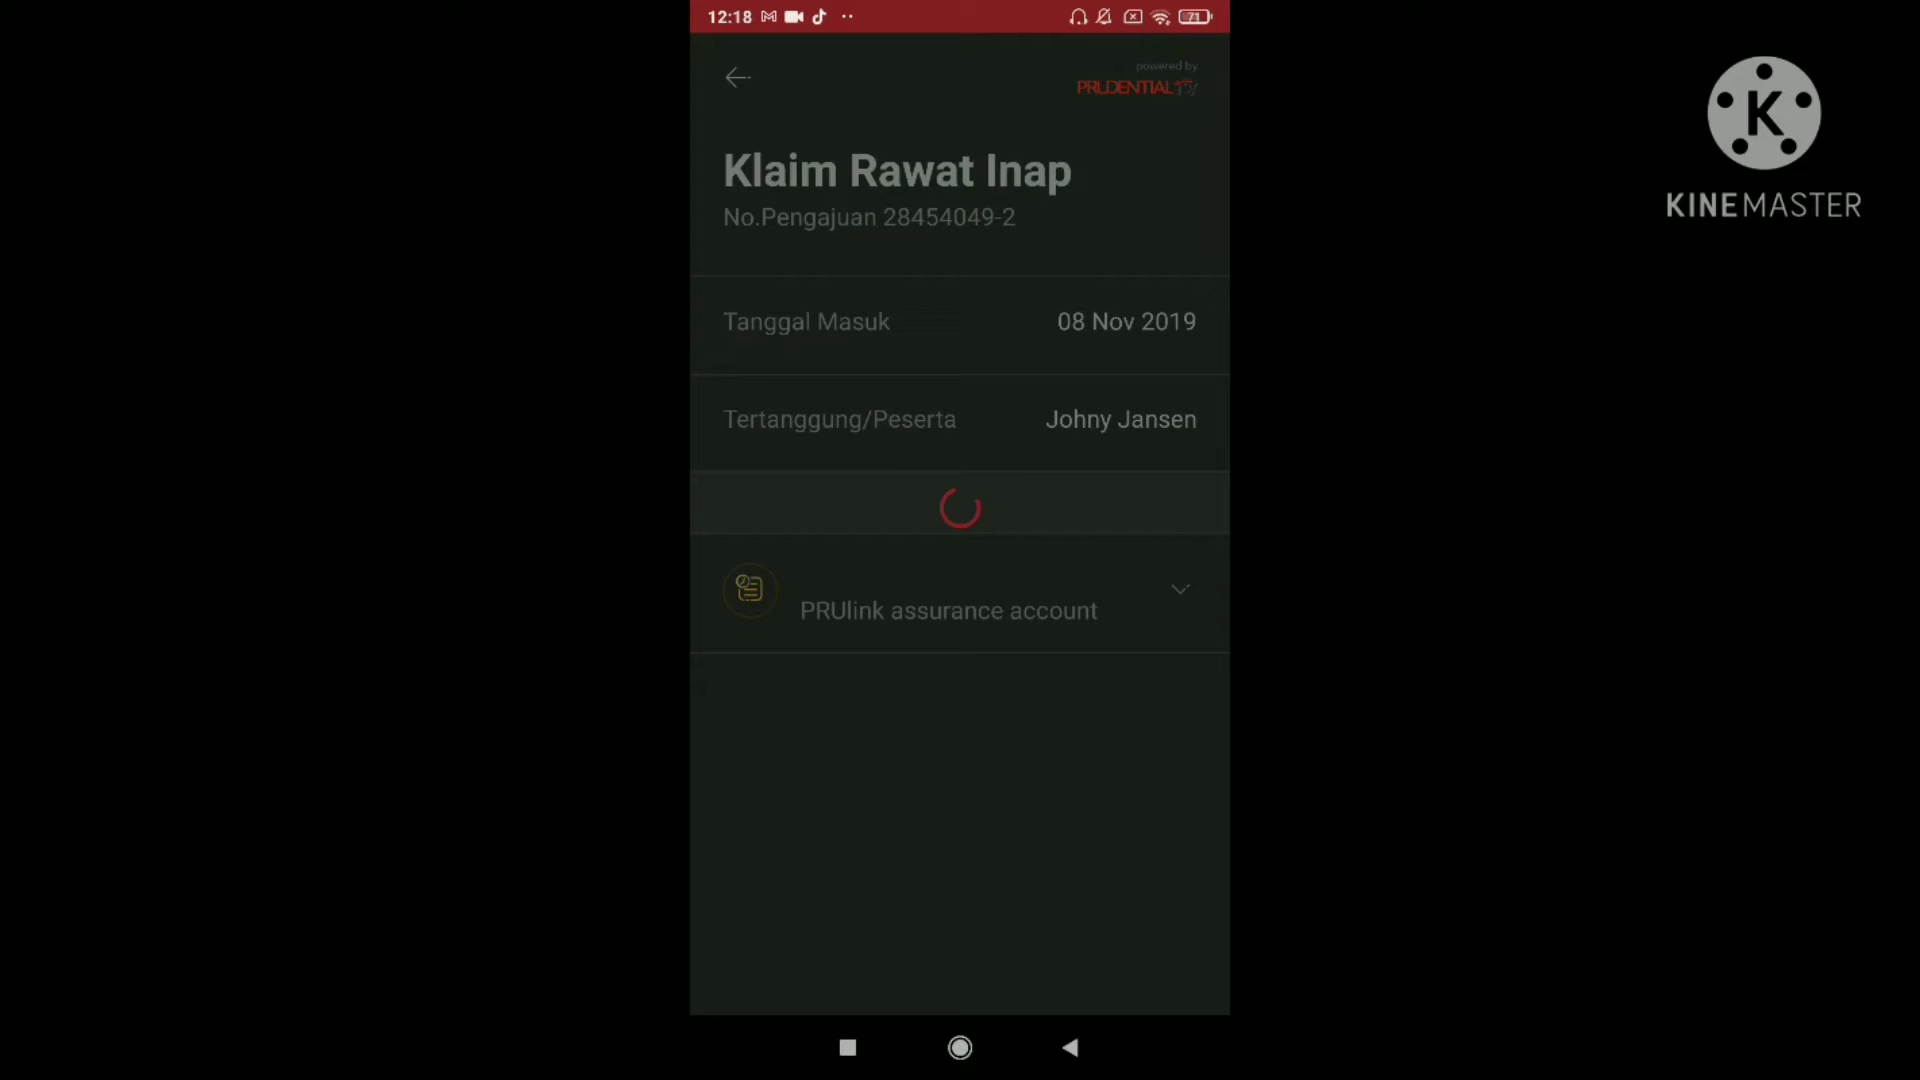 12:18
71
powered by
PRUDENTIAL
Klaim Rawat Inap
No.Pengajuan 28454049-2
Tanggal Masuk 08 Nov 2019
Tertanggung/Peserta Johny Jansen
PRUlink assurance account
K
KINEMASTER